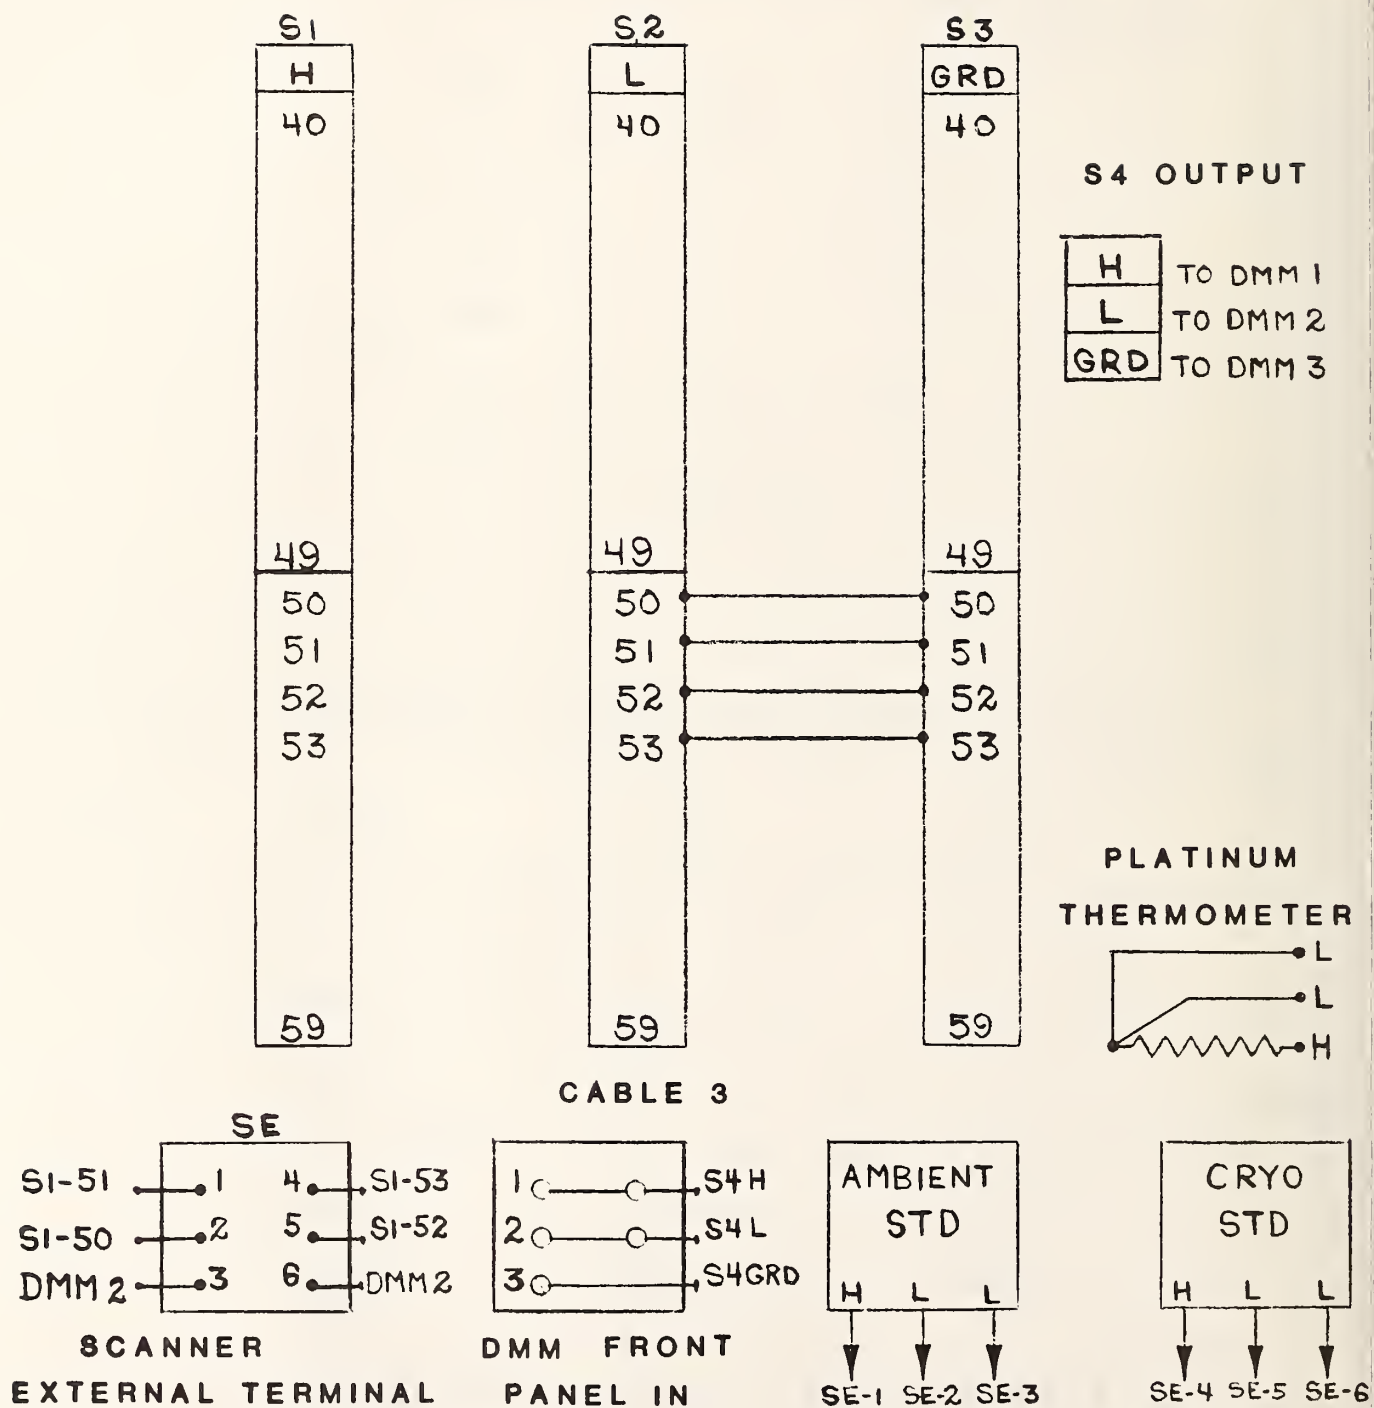 S1 S2 S3
H L GRD
40 40 40
S4 OUTPUT
H TO DMM 1
L TO DMM 2
GRD TO DMM 3
49 49 49
50 50 50
51 51 51
52 52 52
53 53 53
PLATINUM
THERMOMETER
L
L
H
59 59 59
CABLE 3
SE
S1-51 1 4 S1-53
S1-50 2 5 S1-52
DMM 2 3 6 DMM 2
SCANNER
EXTERNAL TERMINAL
1 S4H
2 S4L
3 S4GRD
DMM FRONT
PANEL IN
AMBIENT
STD
H L L
SE-1 SE-2 SE-3
CRYO
STD
H L L
SE-4 SE-5 SE-6